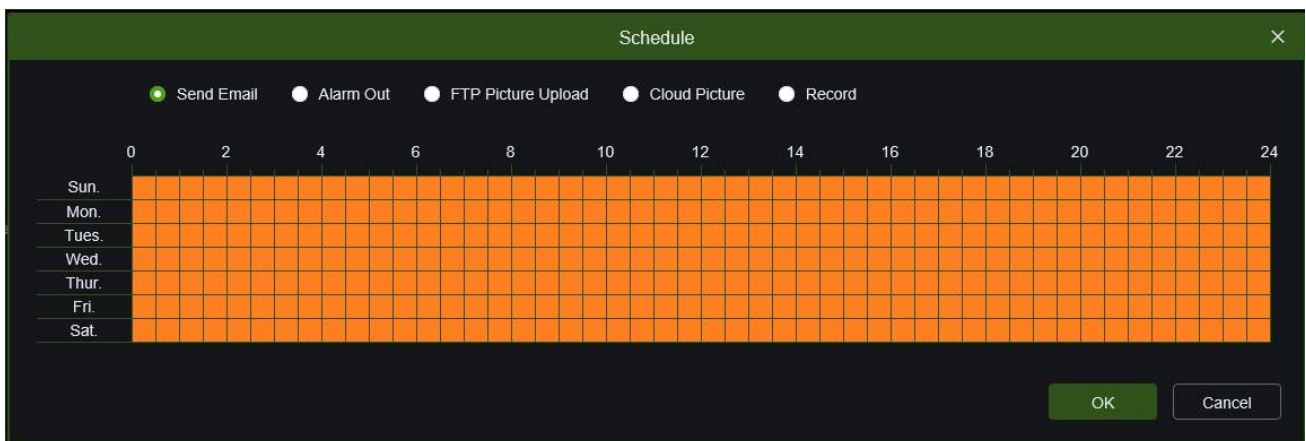 Schedule
Send Email Alarm Out FTP Picture Upload Cloud Picture Record
0 2 4 6 8 10 12 14 16 18 20 22 24
Sun.
Mon.
Tues.
Wed.
Thur.
Fri.
Sat.
OK Cancel